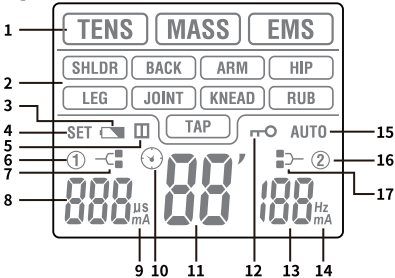 1 TENS MASS EMS
2 SHLDR BACK ARM HIP
3 LEG JOINT KNEAD RUB
TAP
4 SET AUTO 15
5
6 ① ② 16
7 17
8 888 μs mA 88' 188 Hz mA
9 10 11 12 13 14